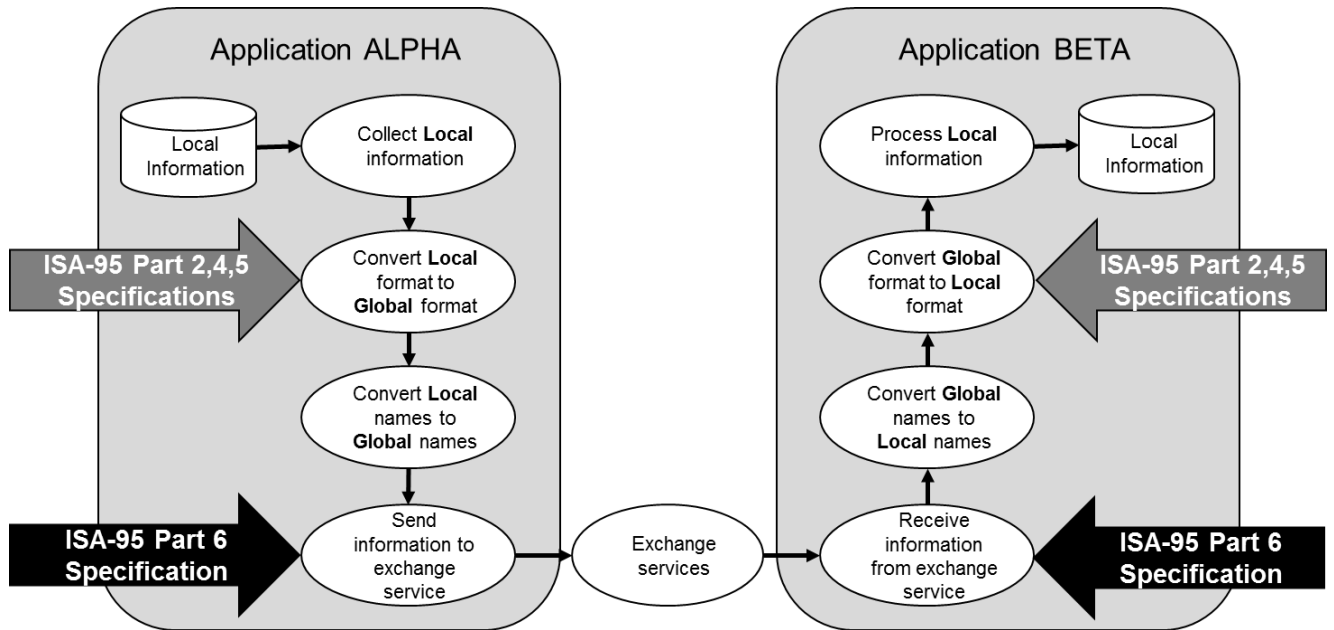 Application ALPHA
Local
Information
Collect Local
information
ISA-95 Part 2,4,5
Specifications
Convert Local
format to
Global format
Convert Local
names to
Global names
ISA-95 Part 6
Specification
Send
information to
exchange
service
Exchange
services
Application BETA
Process Local
information
Local
Information
Convert Global
format to Local
format
ISA-95 Part 2,4,5
Specifications
Convert Global
names to
Local names
Receive
information
from exchange
service
ISA-95 Part 6
Specification